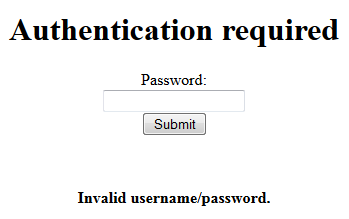 Authentication required
Password:
Submit
Invalid username/password.